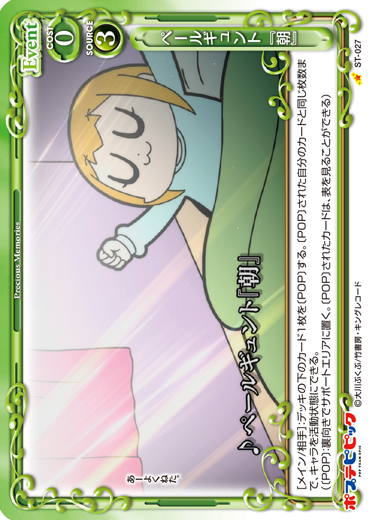 Event
COST
0
SOURCE
3
ペールギュント『朝』
ST-027
Precious Memories
あーよくねた。
♪ペールギュント『朝』
[メイン/相手]:デッキの下のカード1枚を〔POP〕する。〔POP〕された自分のカードと同じ枚数ま
で、キャラを活動状態にできる。
(〔POP〕:裏向きでサポートエリアに置く。〔POP〕されたカードは、表を見ることができる)
ポプテピピック
©大川ぶくぶ/竹書房・キングレコード